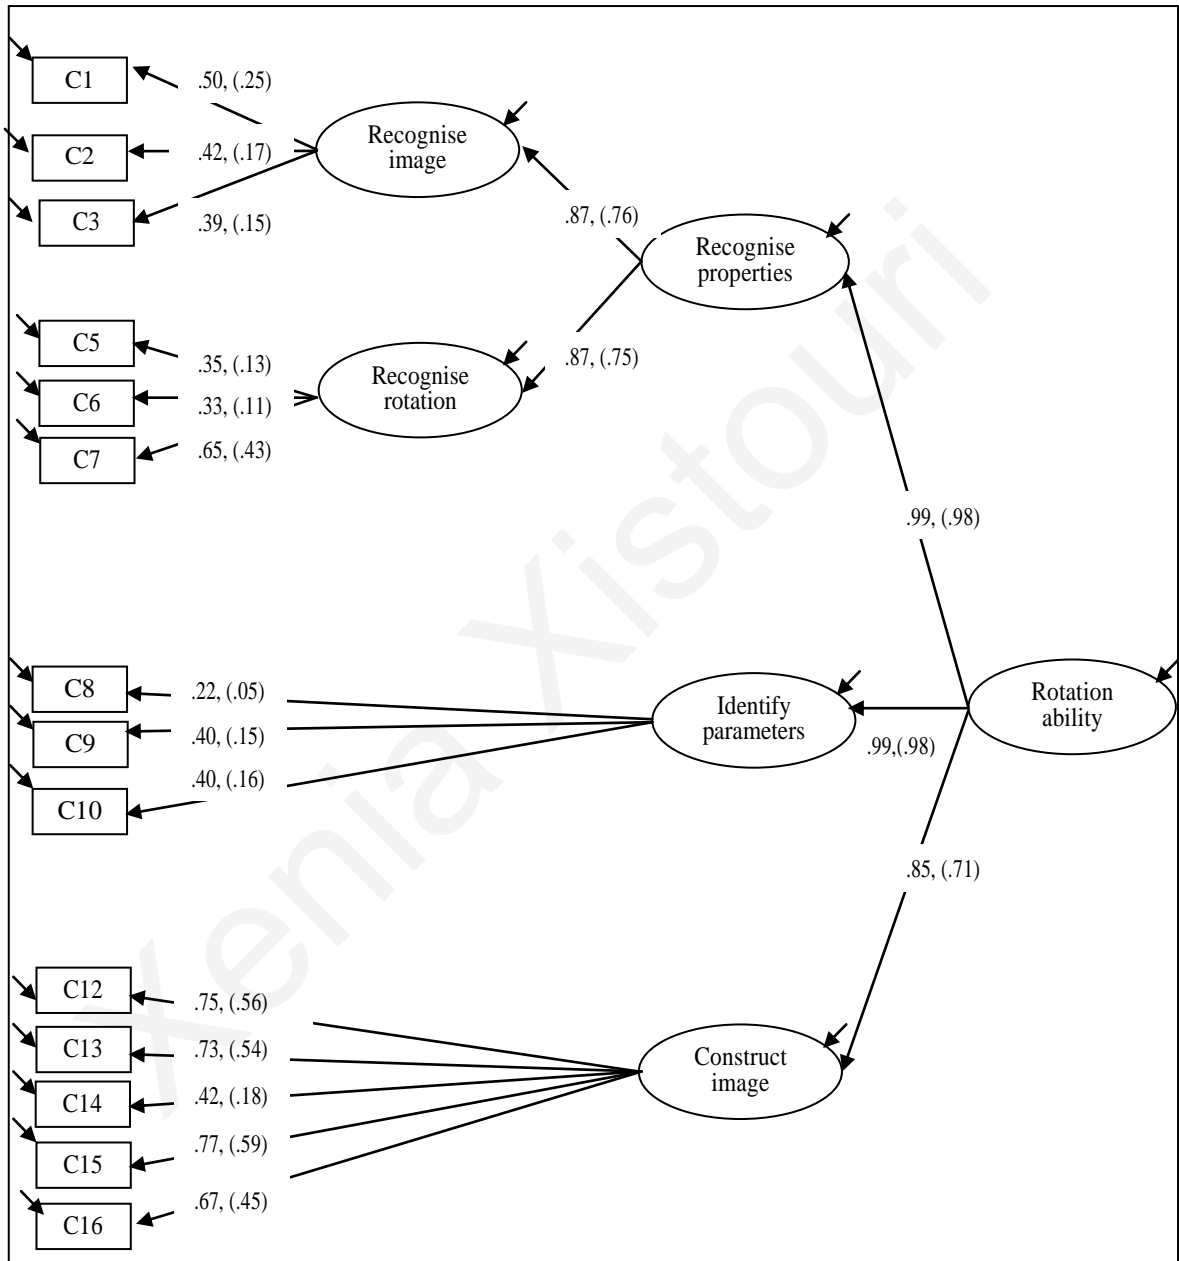 C1
.50, (.25)
C2
.42, (.17)
C3
.39, (.15)
Recognise
image
.87, (.76)
Recognise
properties
C5
.35, (.13)
C6
.33, (.11)
C7
.65, (.43)
Recognise
rotation
.87, (.75)
.99, (.98)
C8
.22, (.05)
C9
.40, (.15)
C10
.40, (.16)
Identify
parameters
.99,(.98)
Rotation
ability
.85, (.71)
C12
.75, (.56)
C13
.73, (.54)
C14
.42, (.18)
C15
.77, (.59)
C16
.67, (.45)
Construct
image
Xenia Xistouri